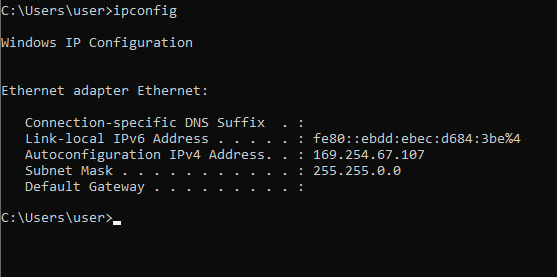 C:\Users\user>ipconfig
Windows IP Configuration
Ethernet adapter Ethernet:
Connection-specific DNS Suffix  . :
Link-local IPv6 Address . . . . . : fe80::ebdd:ebec:d684:3be%4
Autoconfiguration IPv4 Address. . : 169.254.67.107
Subnet Mask . . . . . . . . . . . : 255.255.0.0
Default Gateway . . . . . . . . . :
C:\Users\user>